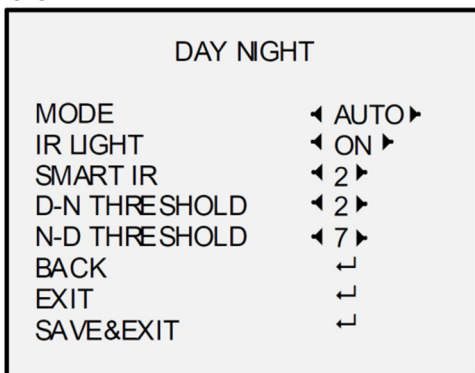 DAY NIGHT
MODE ◄ AUTO ►
IR LIGHT ◄ ON ►
SMART IR ◄ 2 ►
D-N THRESHOLD ◄ 2 ►
N-D THRESHOLD ◄ 7 ►
BACK ↵
EXIT ↵
SAVE&EXIT ↵